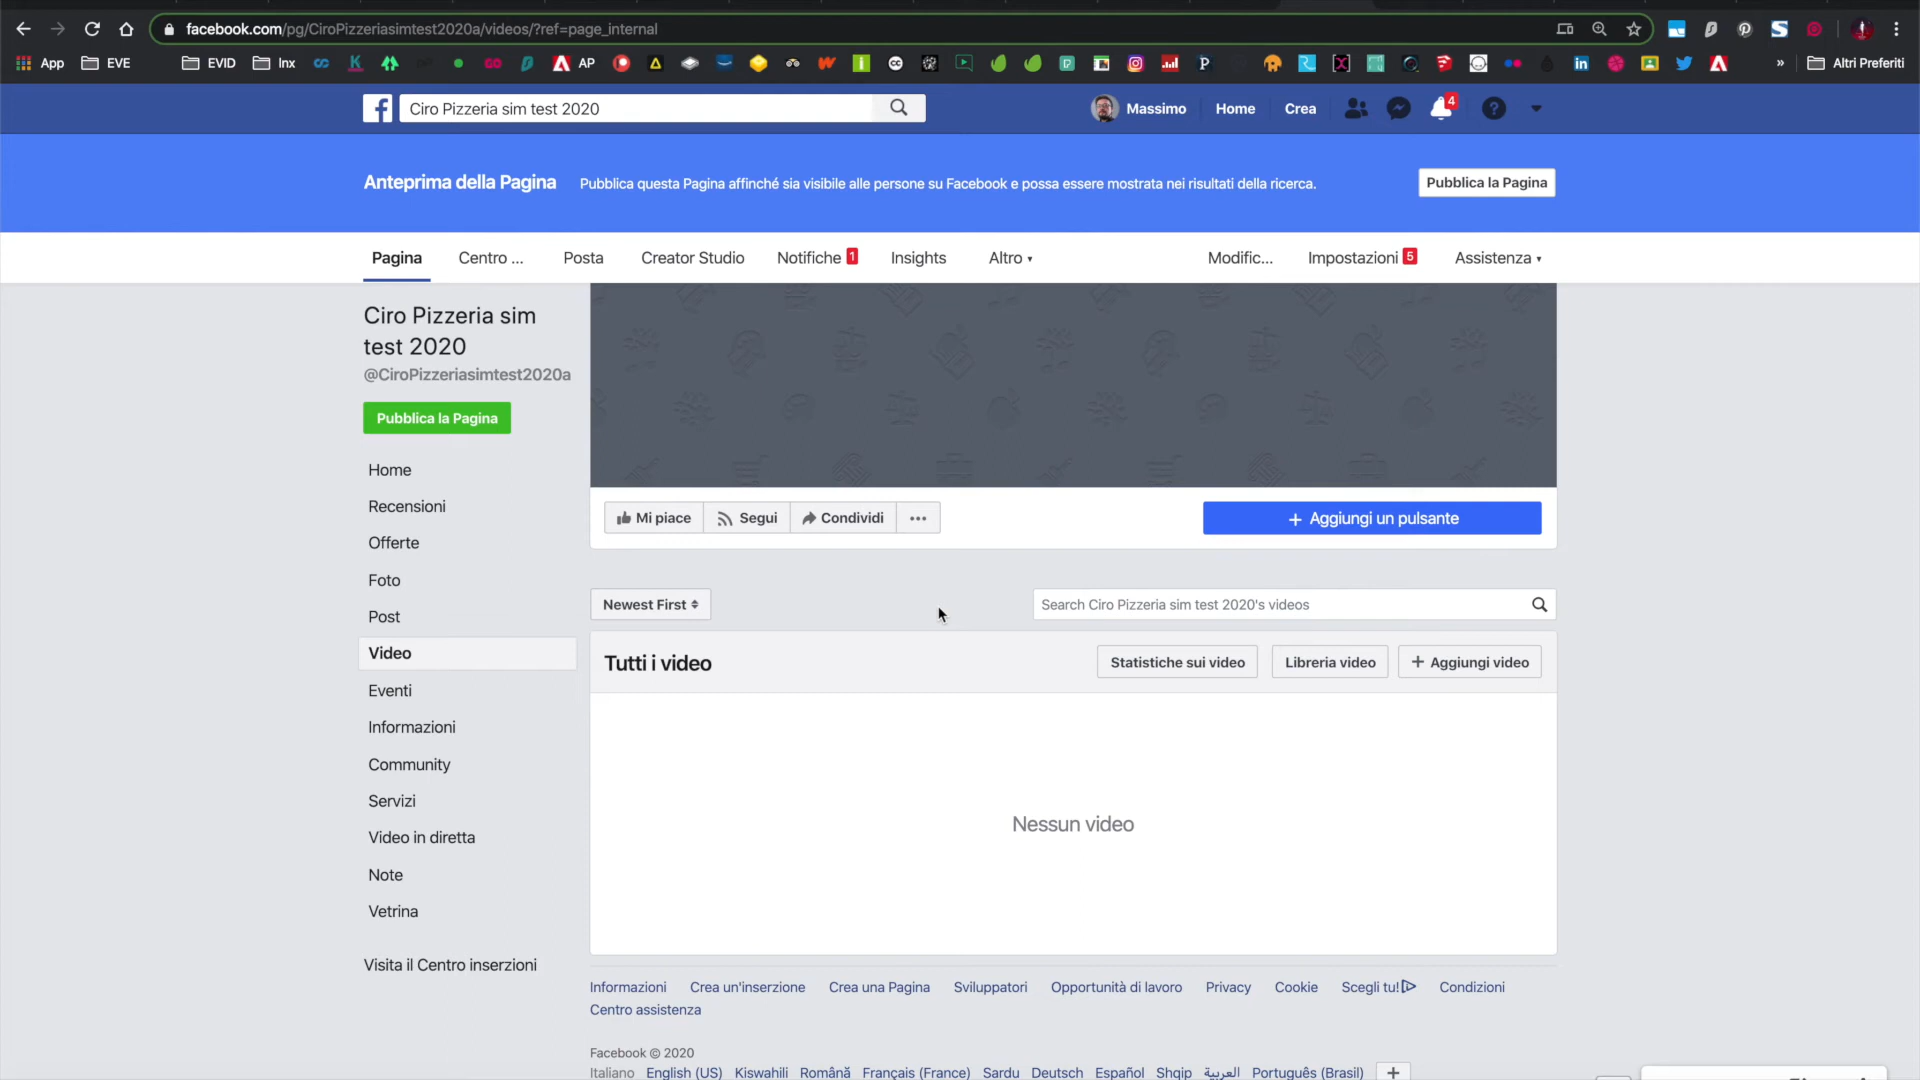 facebook.com/pg/CiroPizzeriasimtest2020a/videos/?ref=page_internal
App EVE EVID Inx AP Altri Preferiti
Ciro Pizzeria sim test 2020
Massimo Home Crea 4
Anteprima della Pagina Pubblica questa Pagina affinché sia visibile alle persone su Facebook e possa essere mostrata nei risultati della ricerca. Pubblica la Pagina
Pagina Centro ... Posta Creator Studio Notifiche 1 Insights Altro Modific... Impostazioni 5 Assistenza
Ciro Pizzeria sim
test 2020
@CiroPizzeriasimtest2020a
Pubblica la Pagina
Home
Recensioni
Offerte
Foto
Post
Video
Eventi
Informazioni
Community
Servizi
Video in diretta
Note
Vetrina
Visita il Centro inserzioni
Mi piace Segui Condividi ••• + Aggiungi un pulsante
Newest First Search Ciro Pizzeria sim test 2020's videos
Tutti i video Statistiche sui video Libreria video + Aggiungi video
Nessun video
Informazioni Crea un'inserzione Crea una Pagina Sviluppatori Opportunità di lavoro Privacy Cookie Scegli tu! Condizioni
Centro assistenza
Facebook © 2020
Italiano English (US) Kiswahili Română Français (France) Sardu Deutsch Español Shqip العربية Português (Brasil) +